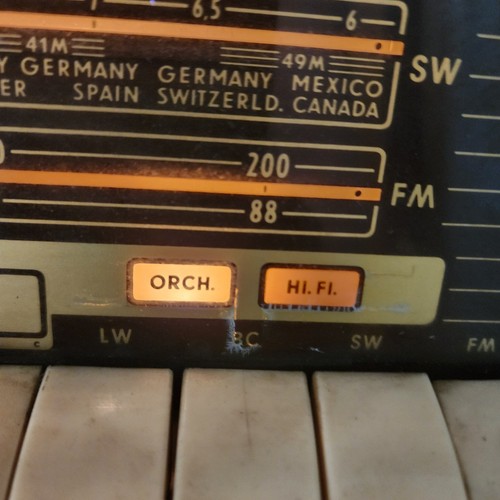 6,5 6
41M 49M SW
GERMANY GERMANY MEXICO
SPAIN SWITZERLD. CANADA
200
FM
88
ORCH. HI. FI.
LW BC SW FM